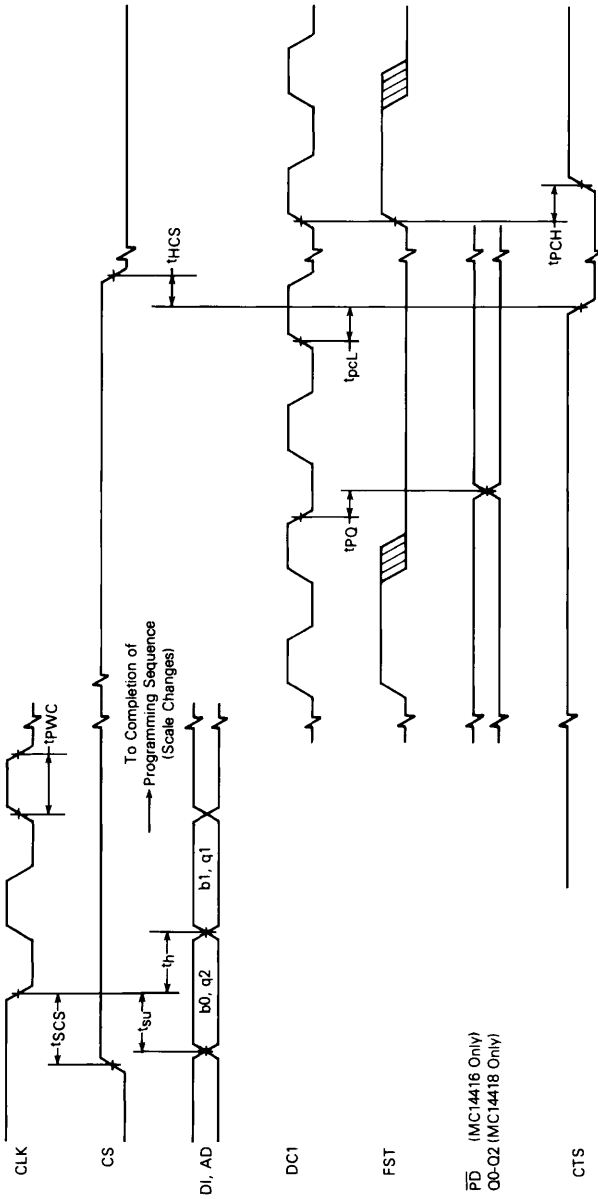 CLK
tPWC
CS
tSCS
tHCS
To Completion of
Programming Sequence
(Scale Changes)
tsu
th
DI, AD
b0, q2
b1, q1
DC1
tPQ
tpcL
FST
PD (MC14416 Only)
Q0-Q2 (MC14418 Only)
tPCH
CTS